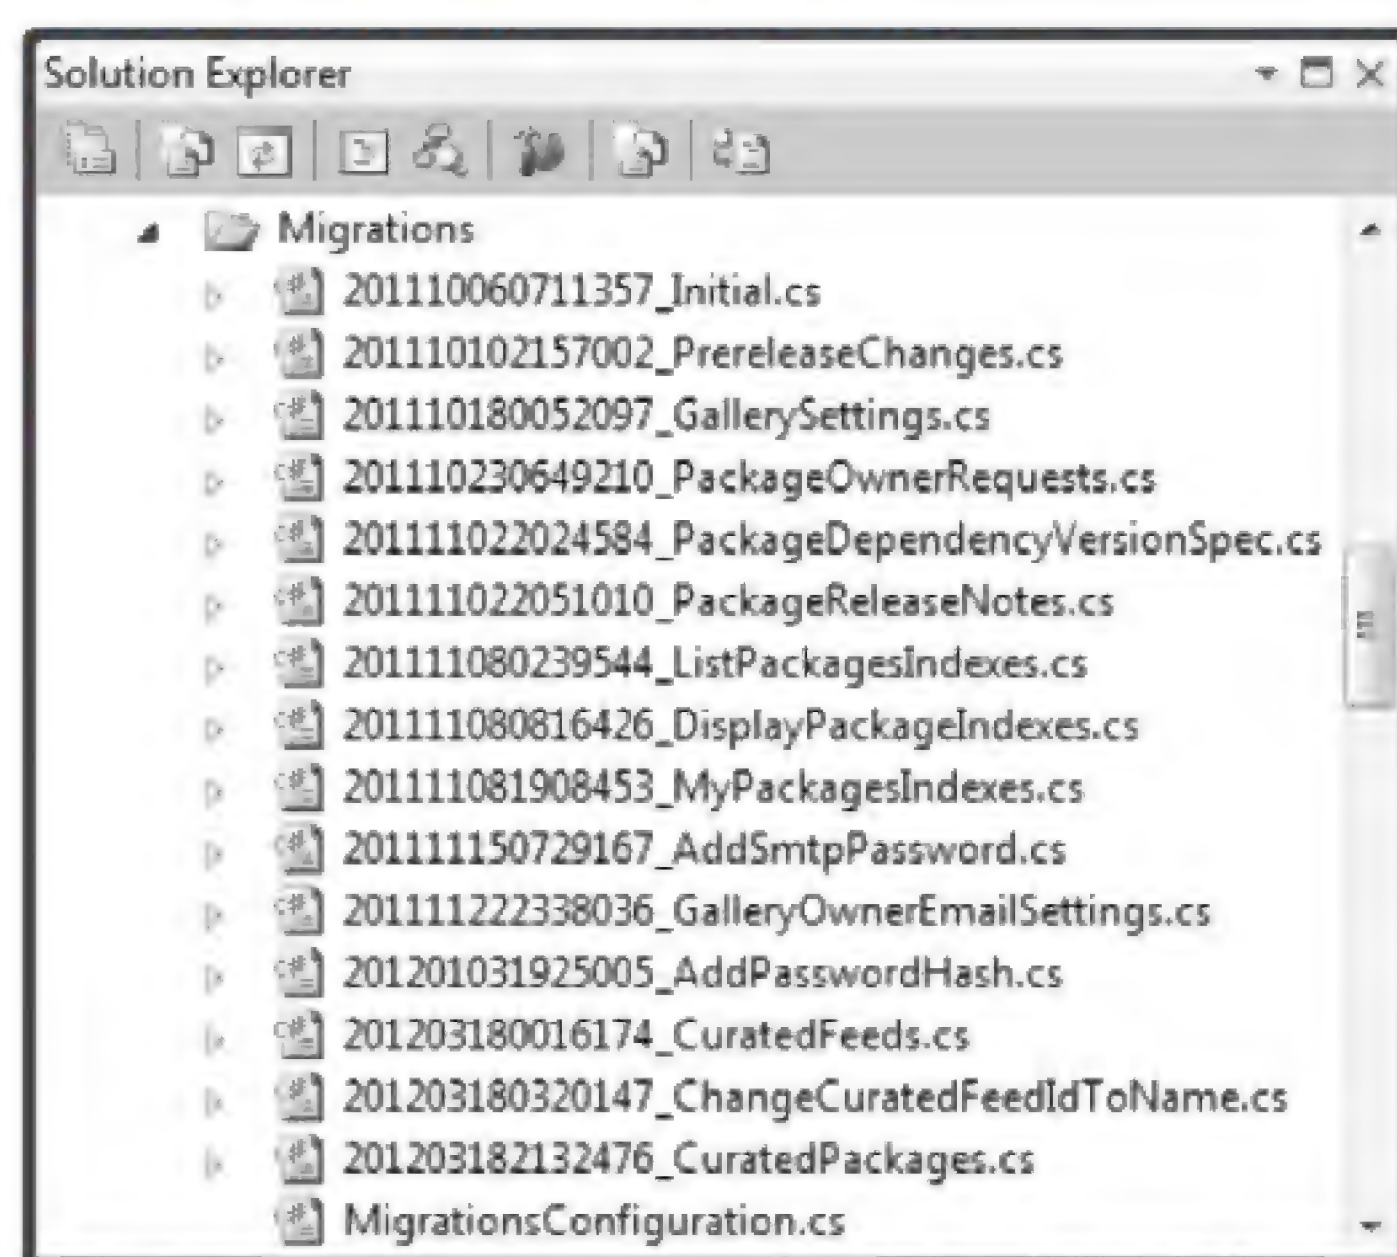 Solution Explorer
Migrations
201110060711357_Initial.cs
201110102157002_PrereleaseChanges.cs
201110180052097_GallerySettings.cs
201110230649210_PackageOwnerRequests.cs
201111022024584_PackageDependencyVersionSpec.cs
201111022051010_PackageReleaseNotes.cs
201111080239544_ListPackagesIndexes.cs
201111080816426_DisplayPackageIndexes.cs
201111081908453_MyPackagesIndexes.cs
201111150729167_AddSmtpPassword.cs
201111222338036_GalleryOwnerEmailSettings.cs
201201031925005_AddPasswordHash.cs
201203180016174_CuratedFeeds.cs
201203180320147_ChangeCuratedFeedIdToName.cs
201203182132476_CuratedPackages.cs
MigrationsConfiguration.cs